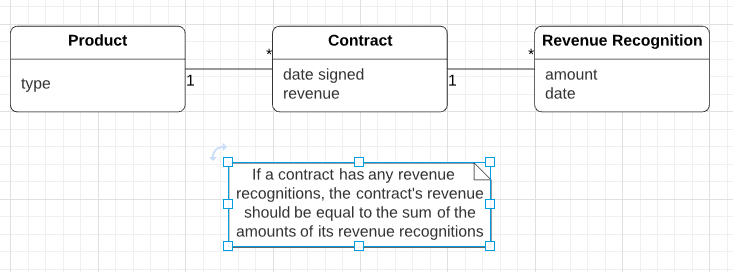 Product
type
1
*
Contract
date signed
revenue
1
*
Revenue Recognition
amount
date
If a contract has any revenue
recognitions, the contract's revenue
should be equal to the sum of the
amounts of its revenue recognitions